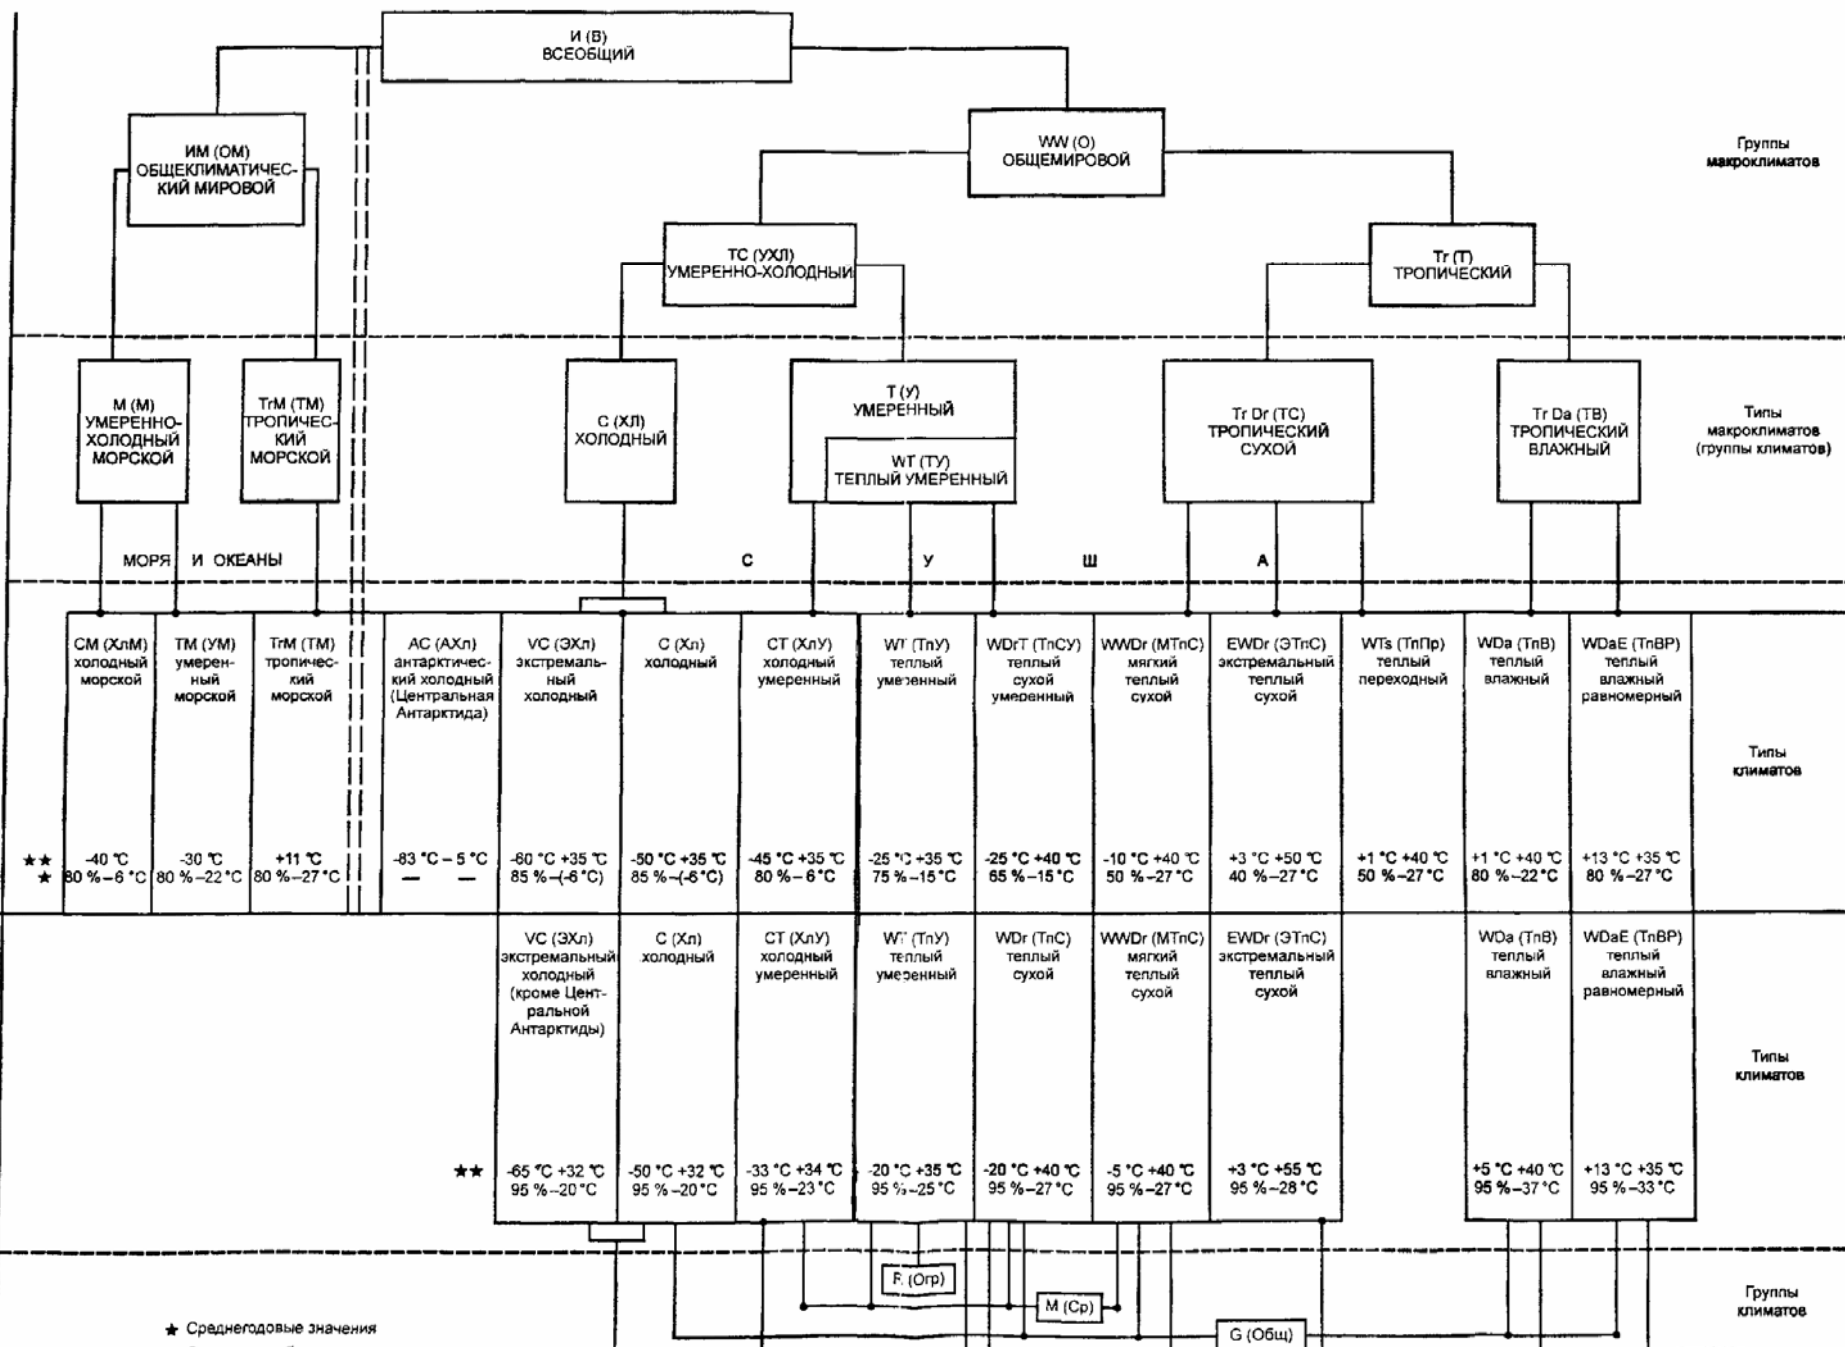 И (В)
ВСЕОБЩИЙ
ИМ (ОМ)
ОБЩЕКЛИМАТИЧЕС-
КИЙ МИРОВОЙ
WW (О)
ОБЩЕМИРОВОЙ
Группы
макроклиматов
ТС (УХЛ)
УМЕРЕННО-ХОЛОДНЫЙ
Tr (Т)
ТРОПИЧЕСКИЙ
М (М)
УМЕРЕННО-
ХОЛОДНЫЙ
МОРСКОЙ
TrM (ТМ)
ТРОПИЧЕС-
КИЙ
МОРСКОЙ
С (ХЛ)
ХОЛОДНЫЙ
Т (У)
УМЕРЕННЫЙ
WT (ТУ)
ТЕПЛЫЙ УМЕРЕННЫЙ
Tr Dr (ТС)
ТРОПИЧЕСКИЙ
СУХОЙ
Tr Da (ТВ)
ТРОПИЧЕСКИЙ
ВЛАЖНЫЙ
Типы
макроклиматов
(группы климатов)
МОРЯ И ОКЕАНЫ
С У Ш А
СМ (ХлМ)
холодный
морской
ТМ (УМ)
умерен-
ный
морской
TrM (ТМ)
тропичес-
кий
морской
АС (АХл)
антарктичес-
кий холодный
(Центральная
Антарктида)
VC (ЭХл)
экстремаль-
ный
холодный
С (Хл)
холодный
СТ (ХлУ)
холодный
умеренный
WT (ТпУ)
теплый
умеренный
WDrT (ТпСУ)
теплый
сухой
умеренный
WWDr (МТпС)
мягкий
теплый
сухой
EWDr (ЭТпС)
экстремальный
теплый
сухой
WTs (ТпПр)
теплый
переходный
WDa (ТпВ)
теплый
влажный
WDaE (ТпВР)
теплый
влажный
равномерный
Типы
климатов
★★ -40 °С -30 °С +11 °С -83 °С – 5 °С -60 °С +35 °С -50 °С +35 °С -45 °С +35 °С -25 °С +35 °С -25 °С +40 °С -10 °С +40 °С +3 °С +50 °С +1 °С +40 °С +1 °С +40 °С +13 °С +35 °С
★ 80 %–6 °С 80 %–22 °С 80 %–27 °С — — 85 %–(-6 °С) 85 %–(-6 °С) 80 %–6 °С 75 %–15 °С 65 %–15 °С 50 %–27 °С 40 %–27 °С 50 %–27 °С 80 %–22 °С 80 %–27 °С
VC (ЭХл)
экстремальный
холодный
(кроме Цент-
ральной
Антарктиды)
С (Хл)
холодный
СТ (ХлУ)
холодный
умеренный
WT (ТпУ)
теплый
умеренный
WDr (ТпС)
теплый
сухой
WWDr (МТпС)
мягкий
теплый
сухой
EWDr (ЭТпС)
экстремальный
теплый
сухой
WDa (ТпВ)
теплый
влажный
WDaE (ТпВР)
теплый
влажный
равномерный
Типы
климатов
★★ -65 °С +32 °С -50 °С +32 °С -33 °С +34 °С -20 °С +35 °С -20 °С +40 °С -5 °С +40 °С +3 °С +55 °С +5 °С +40 °С +13 °С +35 °С
95 %–20 °С 95 %–20 °С 95 %–23 °С 95 %–25 °С 95 %–27 °С 95 %–27 °С 95 %–28 °С 95 %–37 °С 95 %–33 °С
R (Огр)
М (Ср)
G (Общ)
Группы
климатов
★ Среднегодовые значения